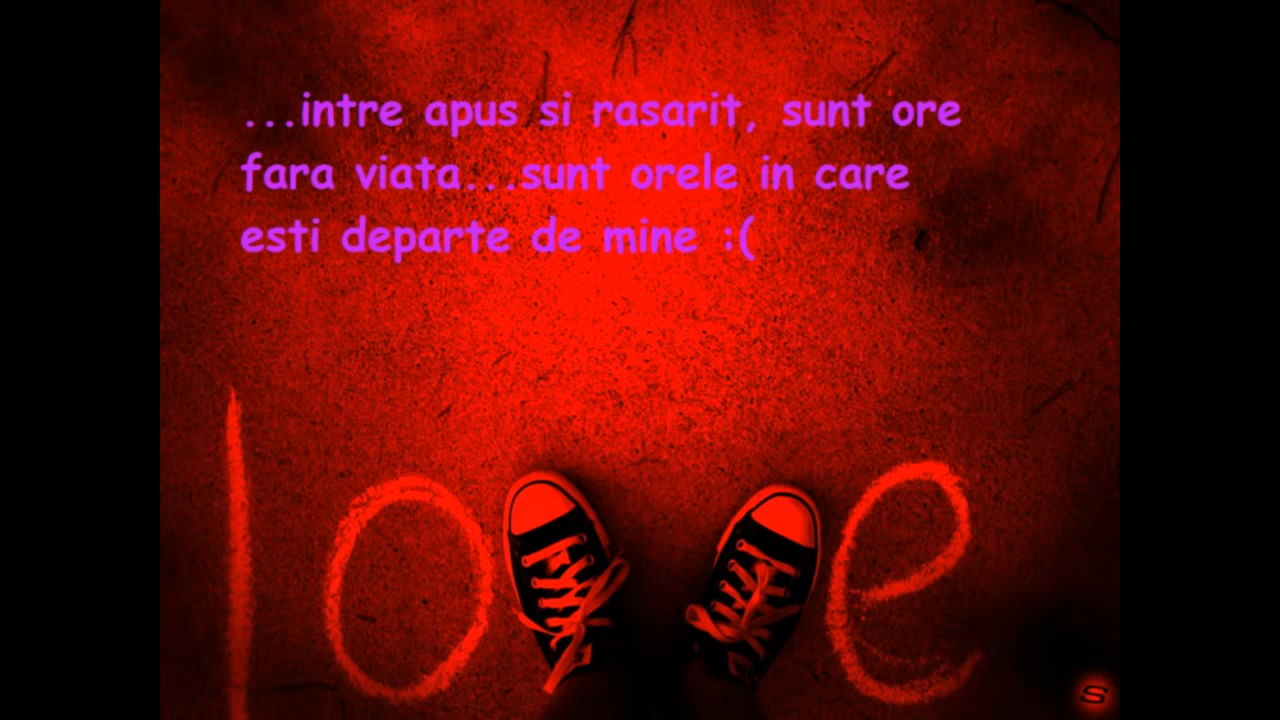 ...intre apus si rasarit, sunt ore
fara viata...sunt orele in care
esti departe de mine :(
lo e
S